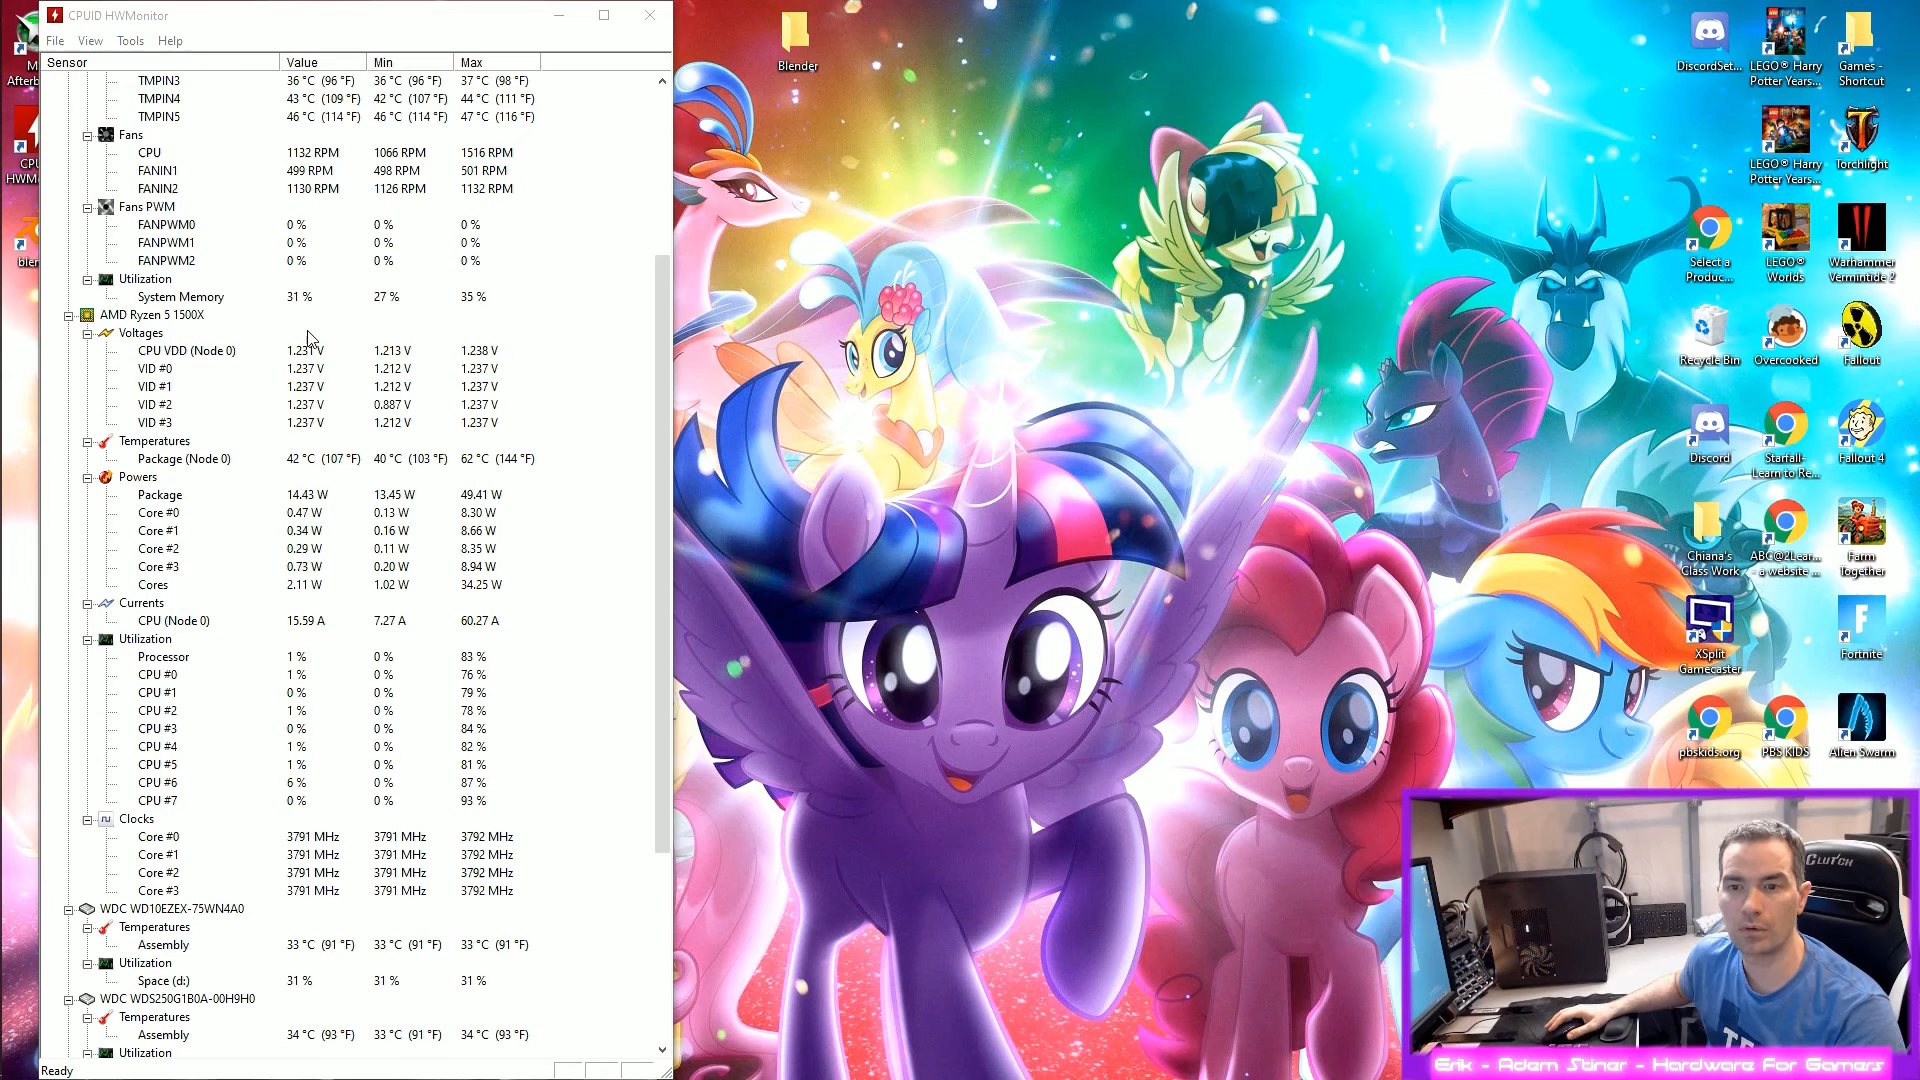 CPUID HWMonitor
File View Tools Help
Sensor Value Min Max
TMPIN3 36 °C (96 °F) 36 °C (96 °F) 37 °C (98 °F)
TMPIN4 43 °C (109 °F) 42 °C (107 °F) 44 °C (111 °F)
TMPIN5 46 °C (114 °F) 46 °C (114 °F) 47 °C (116 °F)
Fans
CPU 1132 RPM 1066 RPM 1516 RPM
FANIN1 499 RPM 498 RPM 501 RPM
FANIN2 1130 RPM 1126 RPM 1132 RPM
Fans PWM
FANPWM0 0 % 0 % 0 %
FANPWM1 0 % 0 % 0 %
FANPWM2 0 % 0 % 0 %
Utilization
System Memory 31 % 27 % 35 %
AMD Ryzen 5 1500X
Voltages
CPU VDD (Node 0) 1.231 V 1.213 V 1.238 V
VID #0 1.237 V 1.212 V 1.237 V
VID #1 1.237 V 1.212 V 1.237 V
VID #2 1.237 V 0.887 V 1.237 V
VID #3 1.237 V 1.212 V 1.237 V
Temperatures
Package (Node 0) 42 °C (107 °F) 40 °C (103 °F) 62 °C (144 °F)
Powers
Package 14.43 W 13.45 W 49.41 W
Core #0 0.47 W 0.13 W 8.30 W
Core #1 0.34 W 0.16 W 8.66 W
Core #2 0.29 W 0.11 W 8.35 W
Core #3 0.73 W 0.20 W 8.94 W
Cores 2.11 W 1.02 W 34.25 W
Currents
CPU (Node 0) 15.59 A 7.27 A 60.27 A
Utilization
Processor 1 % 0 % 83 %
CPU #0 1 % 0 % 76 %
CPU #1 0 % 0 % 79 %
CPU #2 1 % 0 % 78 %
CPU #3 0 % 0 % 84 %
CPU #4 1 % 0 % 82 %
CPU #5 1 % 0 % 81 %
CPU #6 6 % 0 % 87 %
CPU #7 0 % 0 % 93 %
Clocks
Core #0 3791 MHz 3791 MHz 3792 MHz
Core #1 3791 MHz 3791 MHz 3792 MHz
Core #2 3791 MHz 3791 MHz 3792 MHz
Core #3 3791 MHz 3791 MHz 3792 MHz
WDC WD10EZEX-75WN4A0
Temperatures
Assembly 33 °C (91 °F) 33 °C (91 °F) 33 °C (91 °F)
Utilization
Space (d:) 31 % 31 % 31 %
WDC WDS250G1B0A-00H9H0
Temperatures
Assembly 34 °C (93 °F) 33 °C (91 °F) 34 °C (93 °F)
Utilization
Ready
Blender
DiscordSet...
LEGO® Harry
Potter Years...
Games -
Shortcut
LEGO® Harry
Potter Years...
Torchlight
Select a
Produc...
LEGO®
Worlds
Warhammer
Vermintide 2
Recycle Bin
Overcooked
Fallout
Discord
Starfall-
Learn to Re...
Fallout 4
Chiana's
Class Work
ABC@2Lear...
- a website ...
Farm
Together
XSplit
Gamecaster
Fortnite
pbskids.org
PBS KIDS
Alien Swarm
CLUTCH
Erik - Adam Stiner - Hardware For Gamers